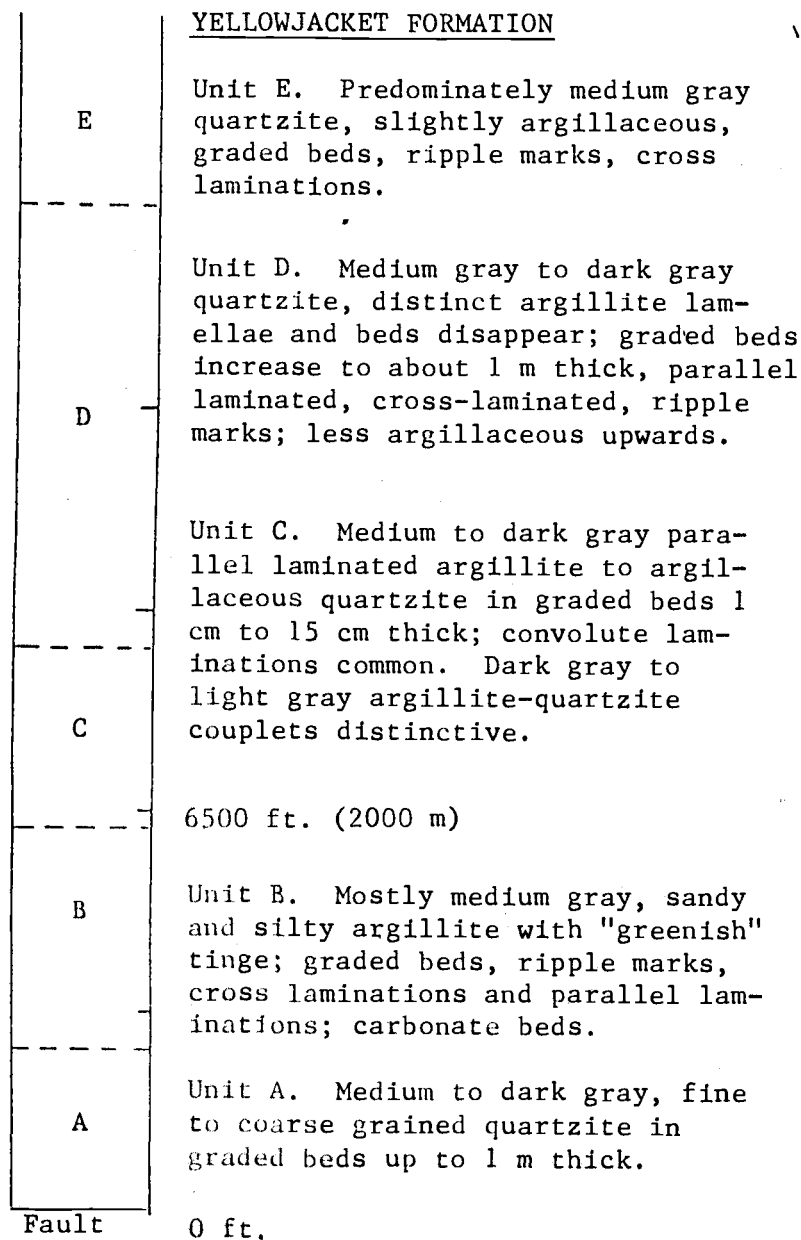 YELLOWJACKET FORMATION
E
Unit E. Predominately medium gray
quartzite, slightly argillaceous,
graded beds, ripple marks, cross
laminations.
D
Unit D. Medium gray to dark gray
quartzite, distinct argillite lam-
ellae and beds disappear; graded beds
increase to about 1 m thick, parallel
laminated, cross-laminated, ripple
marks; less argillaceous upwards.
C
Unit C. Medium to dark gray para-
llel laminated argillite to argil-
laceous quartzite in graded beds 1
cm to 15 cm thick; convolute lam-
inations common. Dark gray to
light gray argillite-quartzite
couplets distinctive.
6500 ft. (2000 m)
B
Unit B. Mostly medium gray, sandy
and silty argillite with "greenish"
tinge; graded beds, ripple marks,
cross laminations and parallel lam-
inations; carbonate beds.
A
Unit A. Medium to dark gray, fine
to coarse grained quartzite in
graded beds up to 1 m thick.
Fault 0 ft.